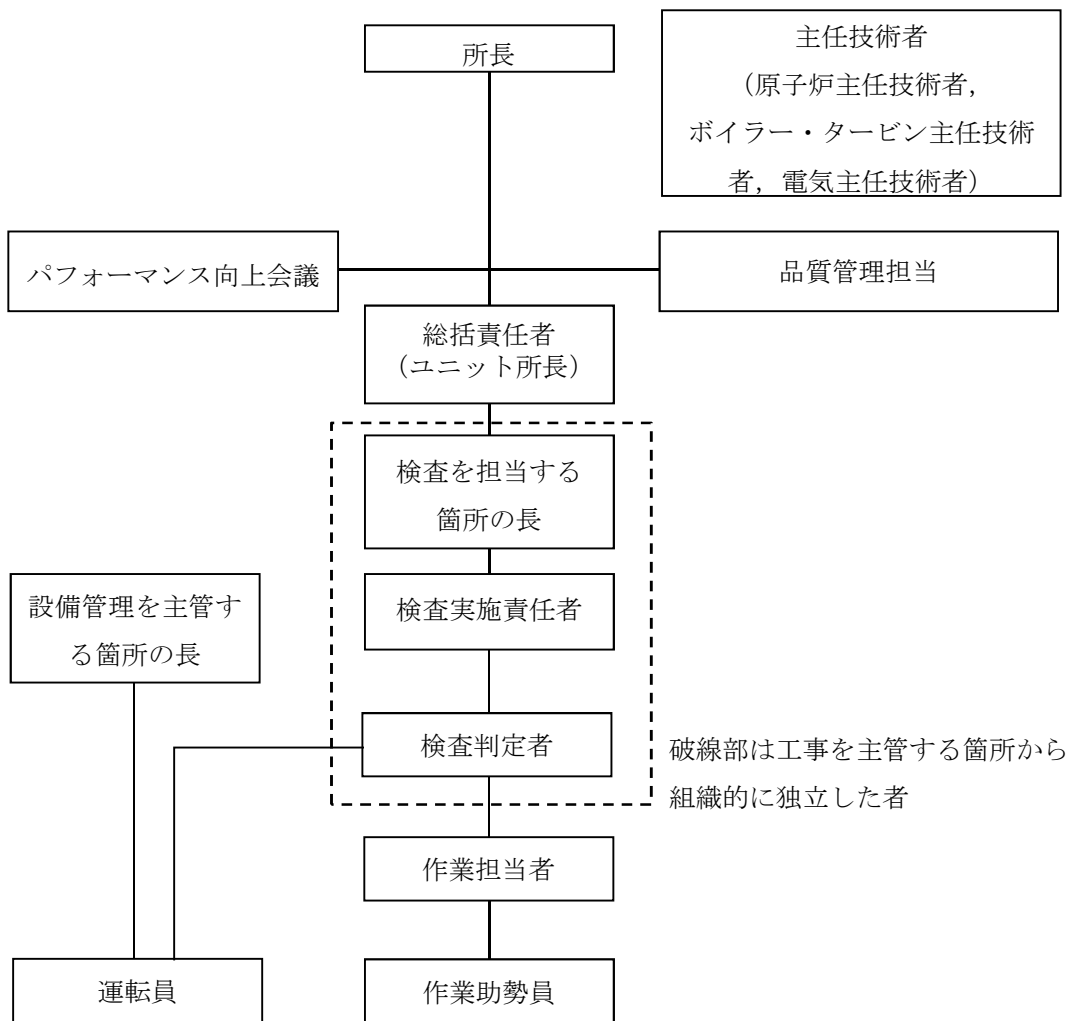 所長
主任技術者
（原子炉主任技術者，
ボイラー・タービン主任技術
者，電気主任技術者）
パフォーマンス向上会議
品質管理担当
総括責任者
（ユニット所長）
検査を担当する
箇所の長
設備管理を主管す
る箇所の長
検査実施責任者
検査判定者
破線部は工事を主管する箇所から
組織的に独立した者
作業担当者
運転員
作業助勢員